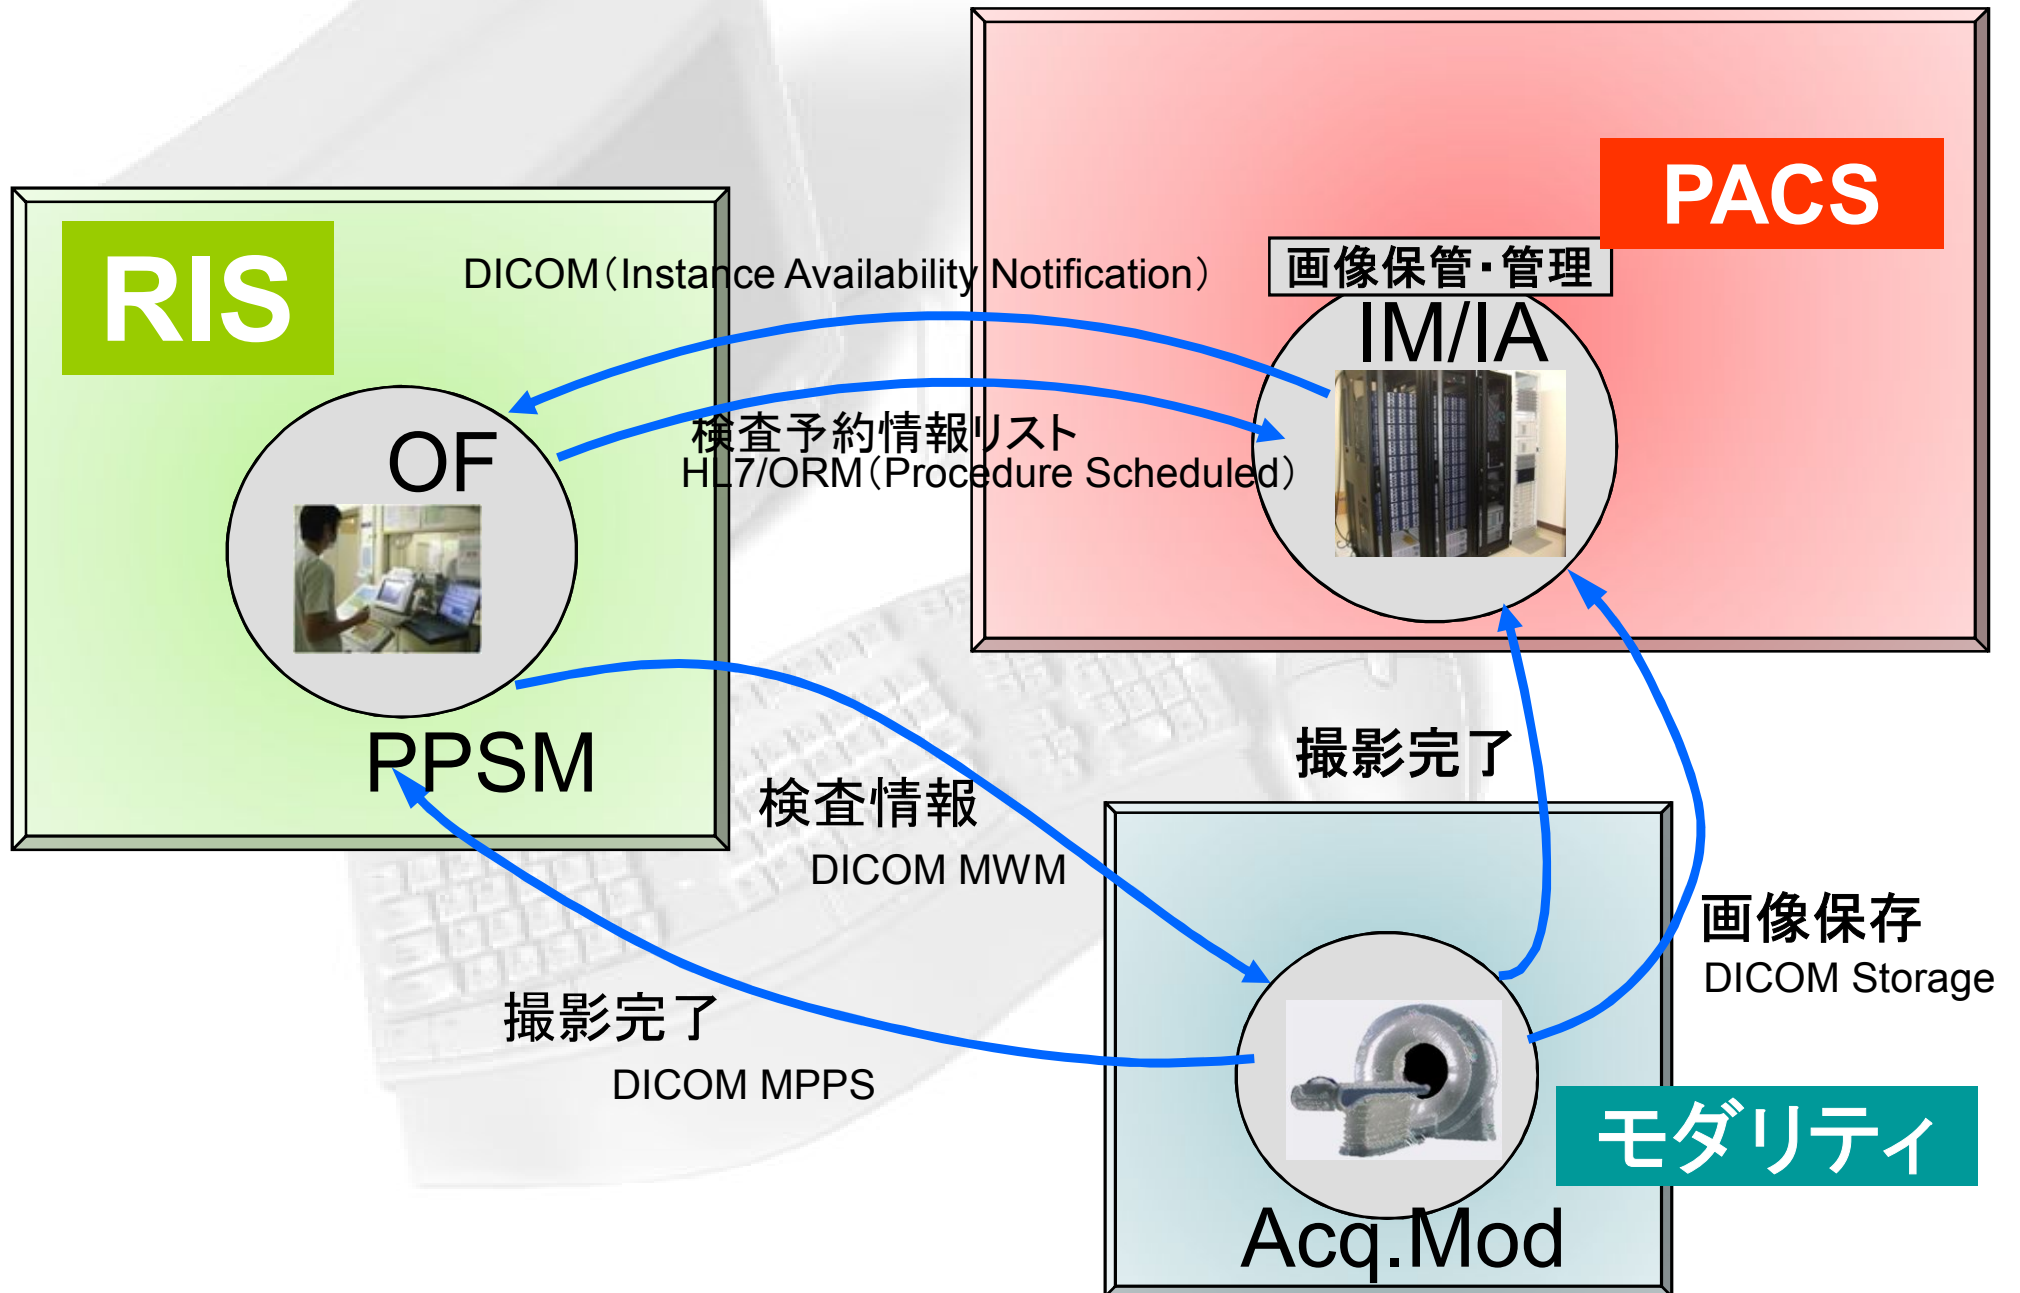 PACS
RIS
DICOM（Instance Availability Notification）
画像保管・管理
IM/IA
OF
検査予約情報リスト
HL7/ORM（Procedure Scheduled）
PPSM
撮影完了
検査情報
DICOM MWM
画像保存
DICOM Storage
撮影完了
DICOM MPPS
モダリティ
Acq.Mod